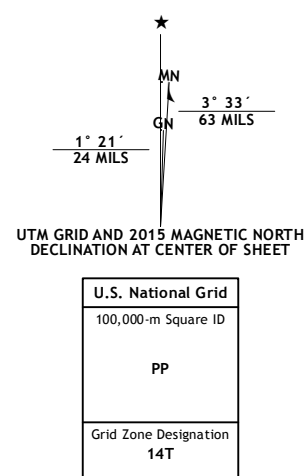 ★
MN
3° 33´
63 MILS
GN
1° 21´
24 MILS
UTM GRID AND 2015 MAGNETIC NORTH
DECLINATION AT CENTER OF SHEET
U.S. National Grid
100,000-m Square ID
PP
Grid Zone Designation
14T